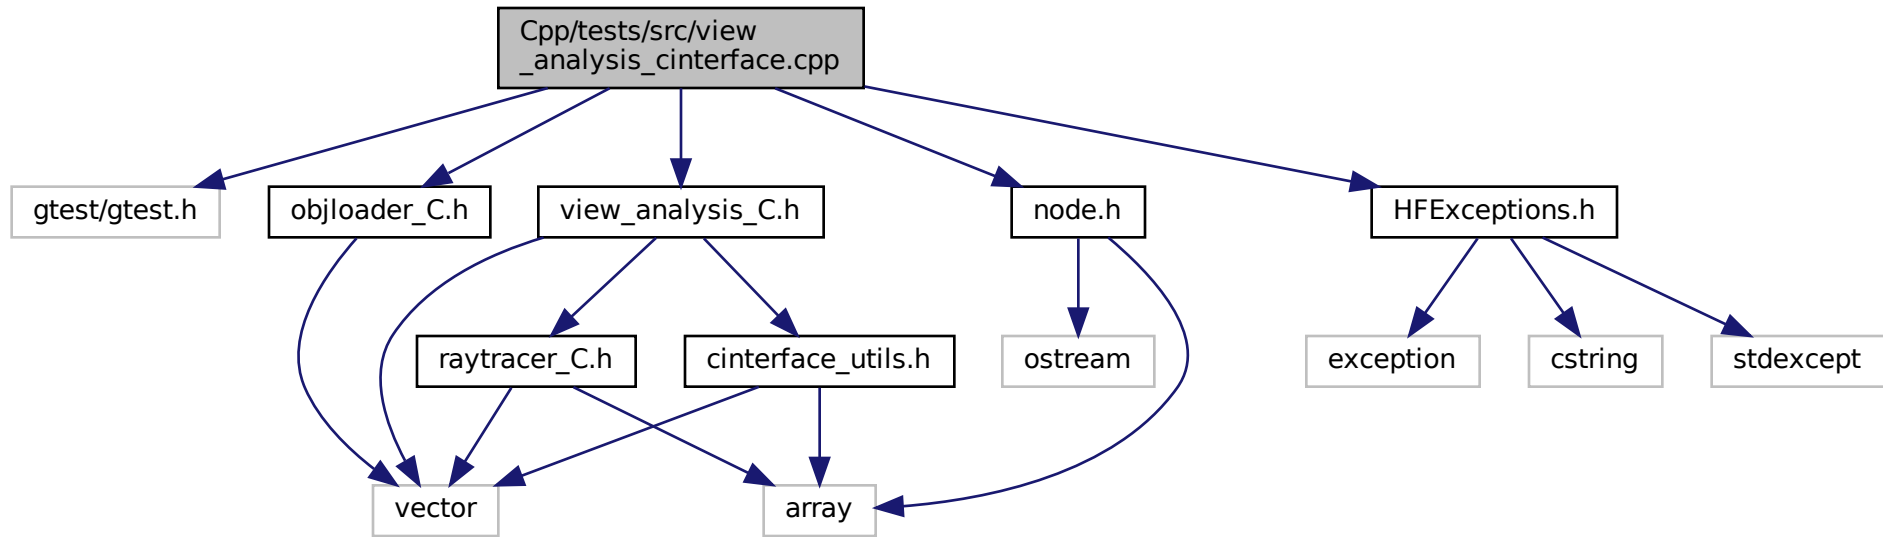 Cpp/tests/src/view
_analysis_cinterface.cpp
gtest/gtest.h
objloader_C.h
view_analysis_C.h
node.h
HFExceptions.h
raytracer_C.h
cinterface_utils.h
ostream
exception
cstring
stdexcept
vector
array